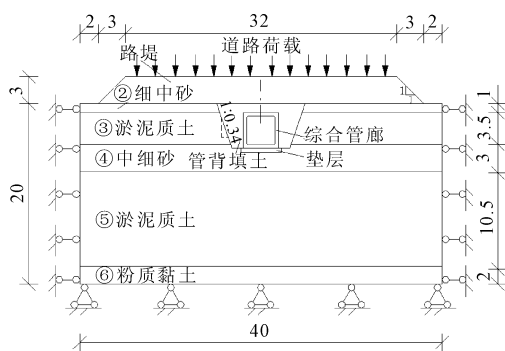 2 3 32 3 2
道路荷载
路堤
3
②细中砂
1
1:0.34
③淤泥质土
综合管廊
3.5
④中细砂
管背填土
垫层
3
20
⑤淤泥质土
10.5
⑥粉质黏土
2
40